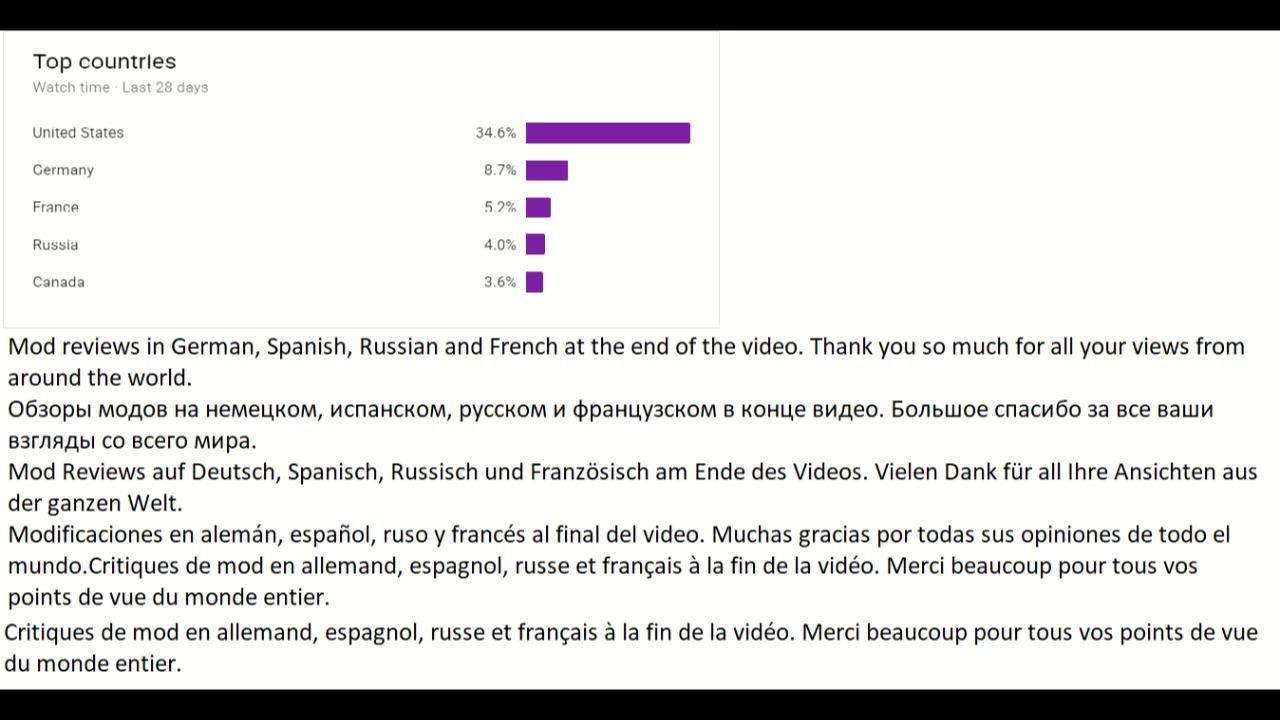 Top countries
Watch time · Last 28 days
United States 34.6%
Germany 8.7%
France 5.2%
Russia 4.0%
Canada 3.6%
Mod reviews in German, Spanish, Russian and French at the end of the video. Thank you so much for all your views from
around the world.
Обзоры модов на немецком, испанском, русском и французском в конце видео. Большое спасибо за все ваши
взгляды со всего мира.
Mod Reviews auf Deutsch, Spanisch, Russisch und Französisch am Ende des Videos. Vielen Dank für all Ihre Ansichten aus
der ganzen Welt.
Modificaciones en alemán, español, ruso y francés al final del video. Muchas gracias por todas sus opiniones de todo el
mundo.Critiques de mod en allemand, espagnol, russe et français à la fin de la vidéo. Merci beaucoup pour tous vos
points de vue du monde entier.
Critiques de mod en allemand, espagnol, russe et français à la fin de la vidéo. Merci beaucoup pour tous vos points de vue
du monde entier.